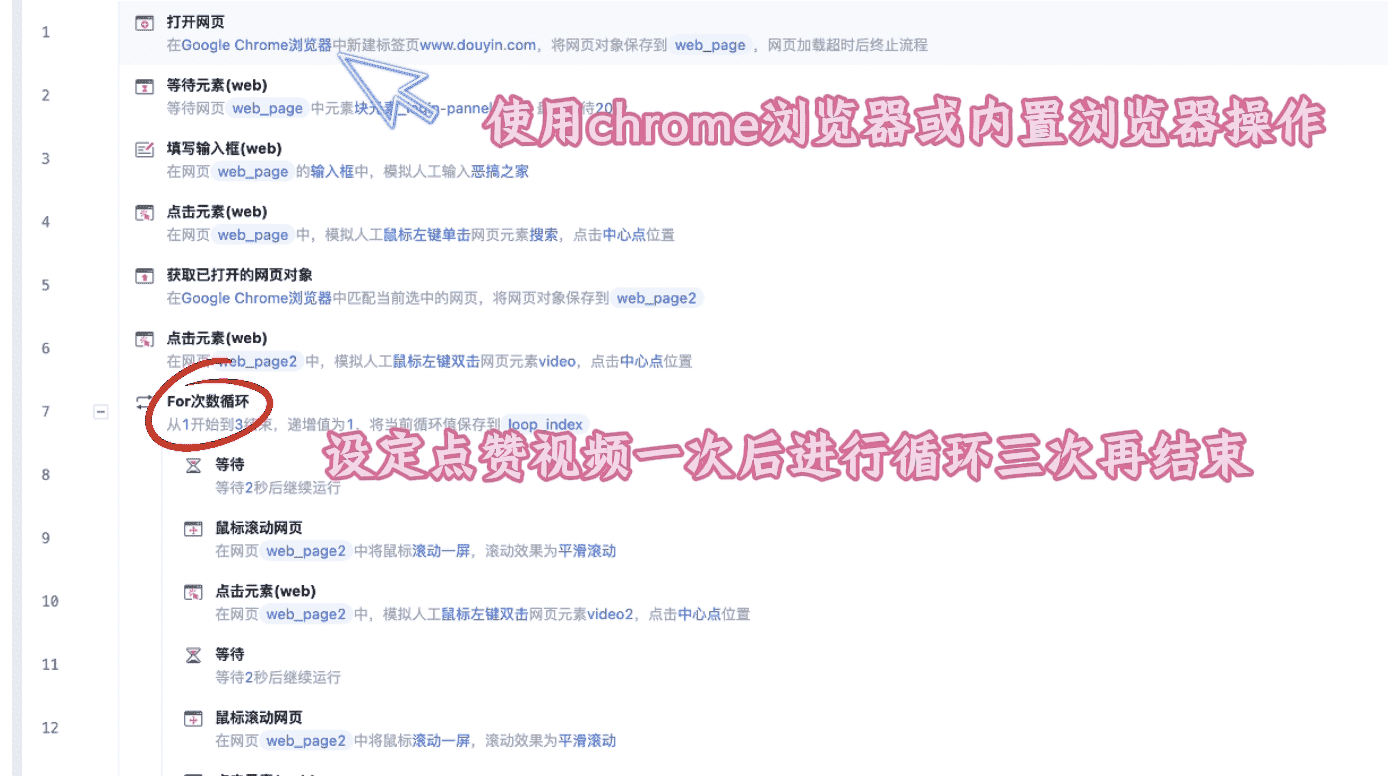 1
打开网页
在Google Chrome浏览器中新建标签页www.douyin.com，将网页对象保存到 web_page ，网页加载超时后终止流程
2
等待元素(web)
等待网页 web_page 中元素块元素 -pannel 待20
使用chrome浏览器或内置浏览器操作
3
填写输入框(web)
在网页 web_page 的输入框中，模拟人工输入恶搞之家
4
点击元素(web)
在网页 web_page 中，模拟人工鼠标左键单击网页元素搜索，点击中心点位置
5
获取已打开的网页对象
在Google Chrome浏览器中匹配当前选中的网页，将网页对象保存到 web_page2
6
点击元素(web)
在网页 web_page2 中，模拟人工鼠标左键双击网页元素video，点击中心点位置
7
For次数循环
从1开始到3结束，递增值为1，将当前循环值保存到 loop_index
设定点赞视频一次后进行循环三次再结束
8
等待
等待2秒后继续运行
9
鼠标滚动网页
在网页 web_page2 中将鼠标滚动一屏，滚动效果为平滑滚动
10
点击元素(web)
在网页 web_page2 中，模拟人工鼠标左键双击网页元素video2，点击中心点位置
11
等待
等待2秒后继续运行
12
鼠标滚动网页
在网页 web_page2 中将鼠标滚动一屏，滚动效果为平滑滚动